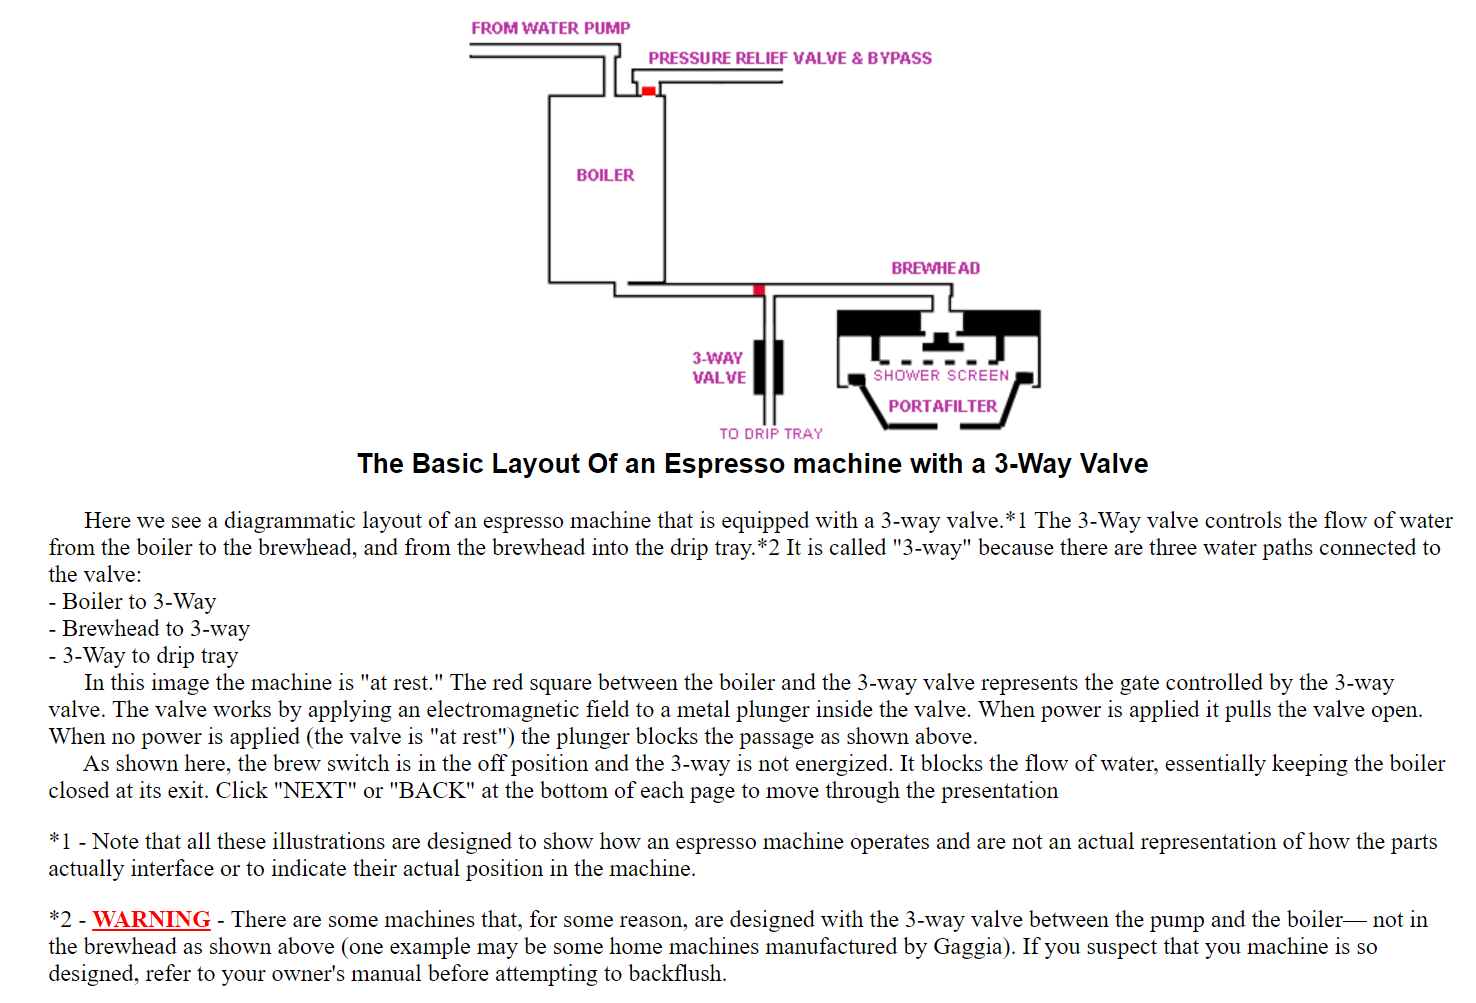 FROM WATER PUMP
PRESSURE RELIEF VALVE & BYPASS
BOILER
BREWHEAD
3-WAY
VALVE
SHOWER SCREEN
PORTAFILTER
TO DRIP TRAY
The Basic Layout Of an Espresso machine with a 3-Way Valve
Here we see a diagrammatic layout of an espresso machine that is equipped with a 3-way valve.*1 The 3-Way valve controls the flow of water
from the boiler to the brewhead, and from the brewhead into the drip tray.*2 It is called "3-way" because there are three water paths connected to
the valve:
- Boiler to 3-Way
- Brewhead to 3-way
- 3-Way to drip tray
In this image the machine is "at rest." The red square between the boiler and the 3-way valve represents the gate controlled by the 3-way
valve. The valve works by applying an electromagnetic field to a metal plunger inside the valve. When power is applied it pulls the valve open.
When no power is applied (the valve is "at rest") the plunger blocks the passage as shown above.
As shown here, the brew switch is in the off position and the 3-way is not energized. It blocks the flow of water, essentially keeping the boiler
closed at its exit. Click "NEXT" or "BACK" at the bottom of each page to move through the presentation
*1 - Note that all these illustrations are designed to show how an espresso machine operates and are not an actual representation of how the parts
actually interface or to indicate their actual position in the machine.
*2 - WARNING - There are some machines that, for some reason, are designed with the 3-way valve between the pump and the boiler— not in
the brewhead as shown above (one example may be some home machines manufactured by Gaggia). If you suspect that you machine is so
designed, refer to your owner's manual before attempting to backflush.